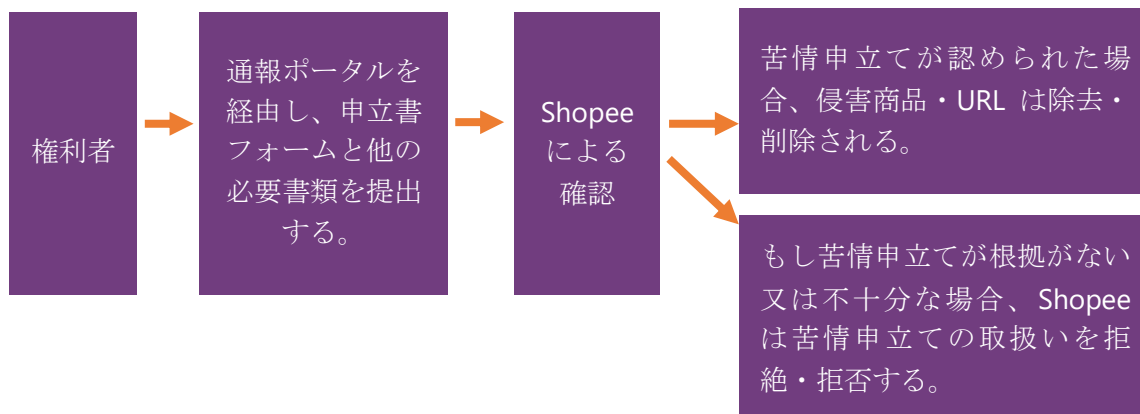 権利者
通報ポータルを
経由し、申立書
フォームと他の
必要書類を提出
する。
Shopee
による
確認
苦情申立てが認められた場
合、侵害商品・URL は除去・
削除される。
もし苦情申立てが根拠がない
又は不十分な場合、Shopee
は苦情申立ての取扱いを拒
絶・拒否する。